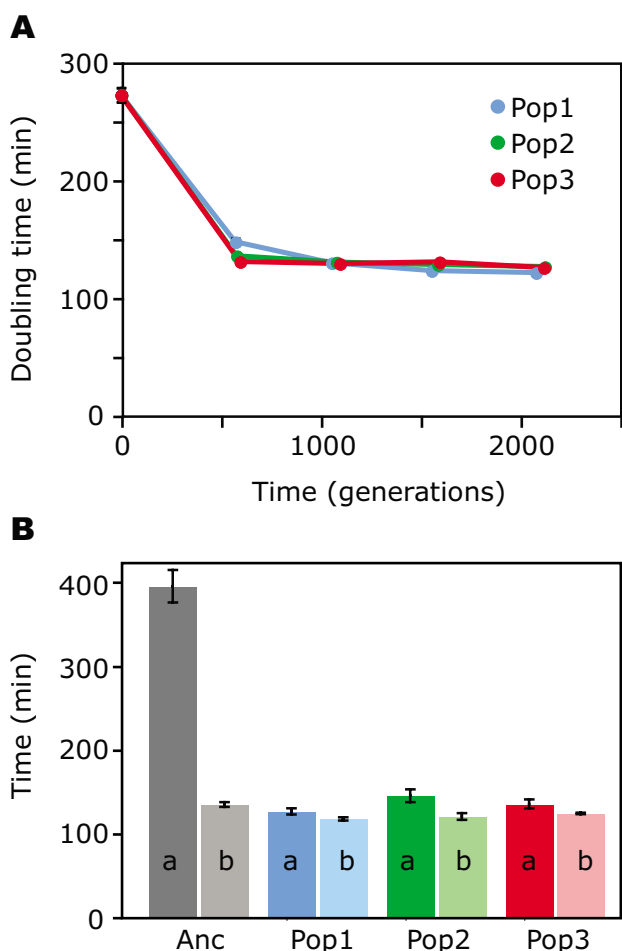 A
300
Pop1
Pop2
Pop3
200
100
0
Doubling time (min)
0 1000 2000
Time (generations)
B
400
300
200
100
0
Time (min)
a b a b a b a b
Anc Pop1 Pop2 Pop3